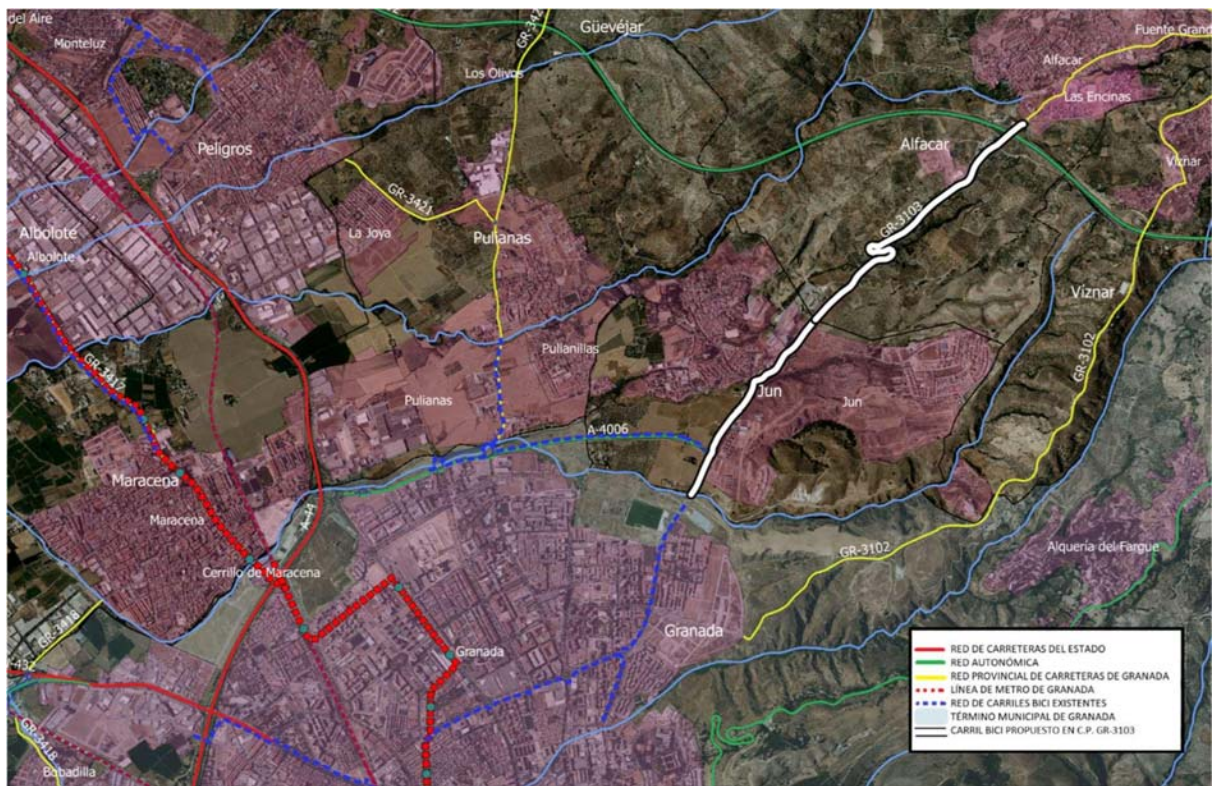 del Aire
Monteluz
GR-342
Güevéjar
Los Olivos
Fuente Grand
Alfacar
Las Encinas
Peligros
Alfacar
Víznar
GR-3421
La Joya
Pulianas
GR-3103
Albolote
Albolote
Víznar
Pulianillas
GR-3417
Pulianas
Jun
Jun
GR-3102
A-4006
Maracena
Maracena
A-44
Alquería del Fargue
GR-3102
Cerrillo de Maracena
GR-3418
Granada
Granada
-432
GR-3418
Bobadilla
RED DE CARRETERAS DEL ESTADO
RED AUTONÓMICA
RED PROVINCIAL DE CARRETERAS DE GRANADA
LÍNEA DE METRO DE GRANADA
RED DE CARRILES BICI EXISTENTES
TÉRMINO MUNICIPAL DE GRANADA
CARRIL BICI PROPUESTO EN C.P. GR-3103